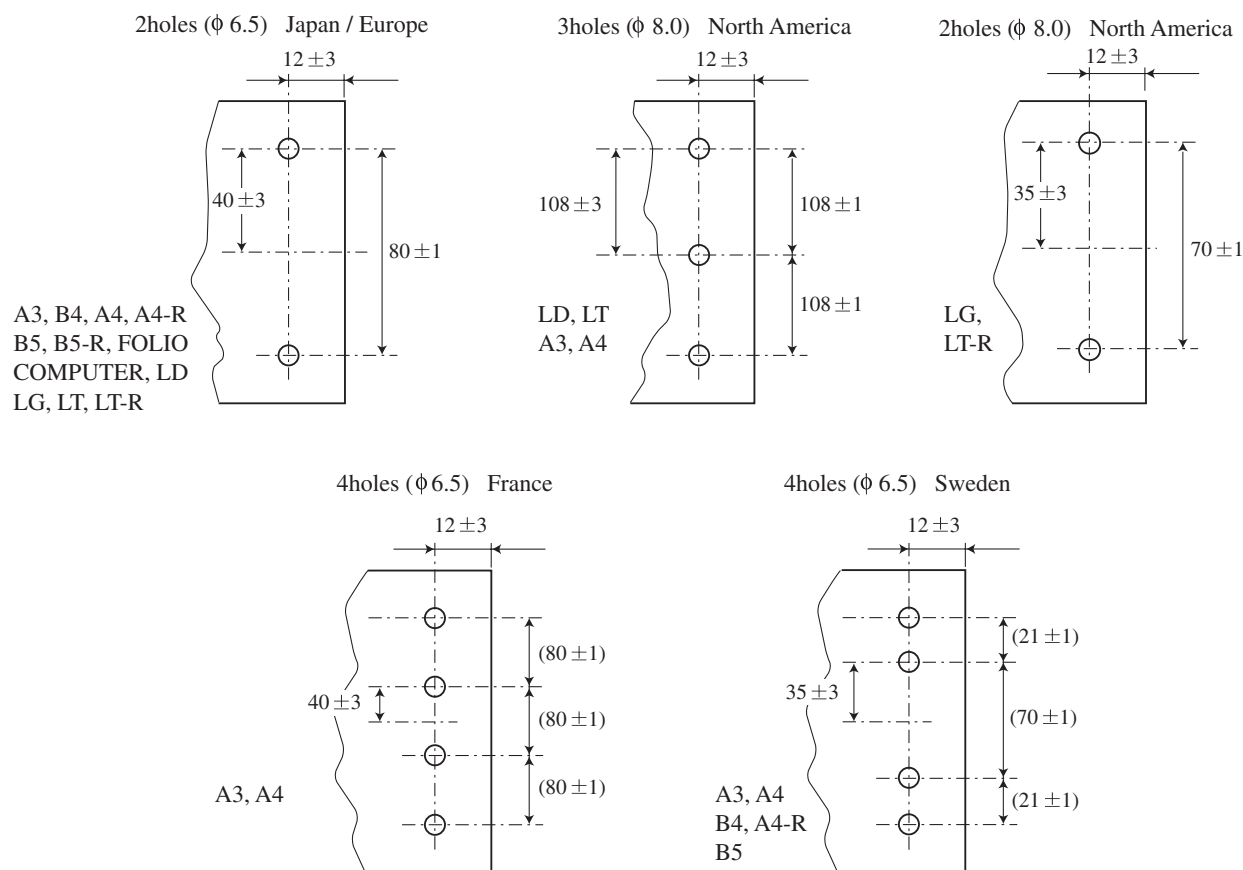 2holes (ϕ 6.5) Japan / Europe
12 ±3
40 ±3
80 ±1
A3, B4, A4, A4-R
B5, B5-R, FOLIO
COMPUTER, LD
LG, LT, LT-R
3holes (ϕ 8.0) North America
12 ±3
108 ±3
108 ±1
108 ±1
LD, LT
A3, A4
2holes (ϕ 8.0) North America
12 ±3
35 ±3
70 ±1
LG,
LT-R
4holes (ϕ 6.5) France
12 ±3
(80 ±1)
40 ±3
(80 ±1)
(80 ±1)
A3, A4
4holes (ϕ 6.5) Sweden
12 ±3
(21 ±1)
35 ±3
(70 ±1)
(21 ±1)
A3, A4
B4, A4-R
B5